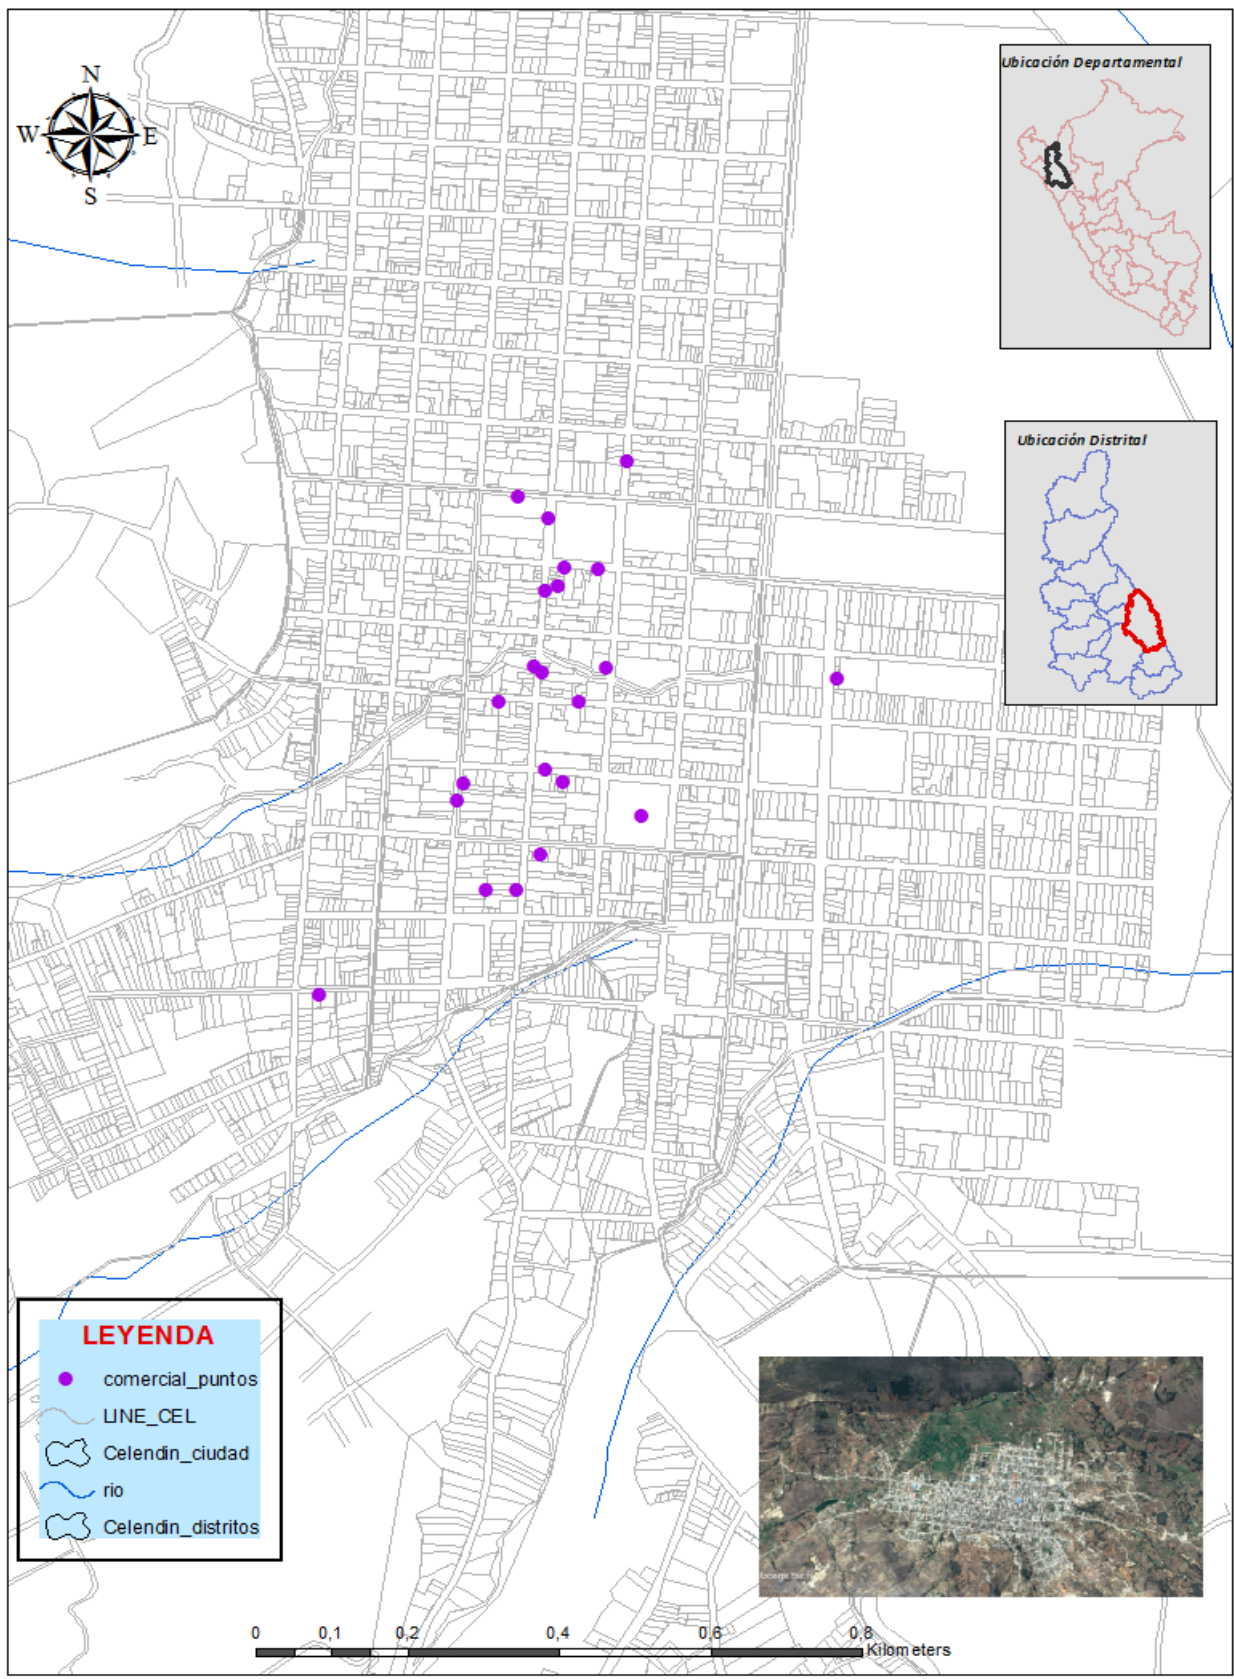 Ubicación Departamental
N
W
E
S
Ubicación Distrital
LEYENDA
comercial_puntos
LINE_CEL
Celendin_ciudad
rio
Celendin_distritos
0
0,1
0,2
0,4
0,6
0,8
Kilometers